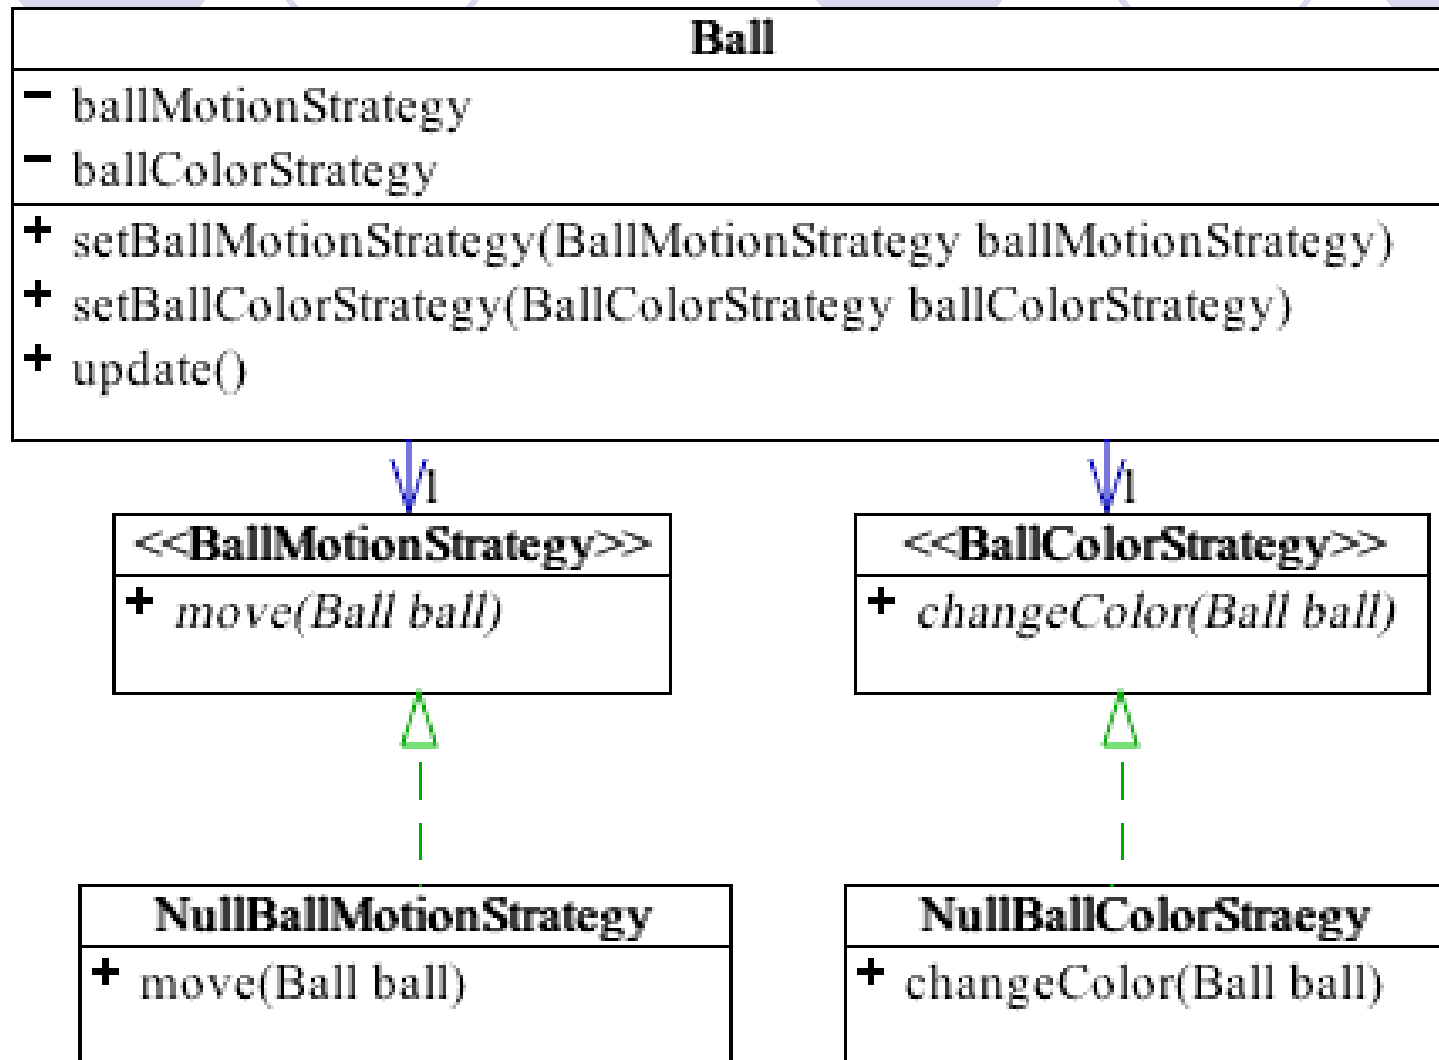 Ball
- ballMotionStrategy
- ballColorStrategy
+ setBallMotionStrategy(BallMotionStrategy ballMotionStrategy)
+ setBallColorStrategy(BallColorStrategy ballColorStrategy)
+ update()
1
1
<<BallMotionStrategy>>
+ move(Ball ball)
<<BallColorStrategy>>
+ changeColor(Ball ball)
NullBallMotionStrategy
+ move(Ball ball)
NullBallColorStraegy
+ changeColor(Ball ball)